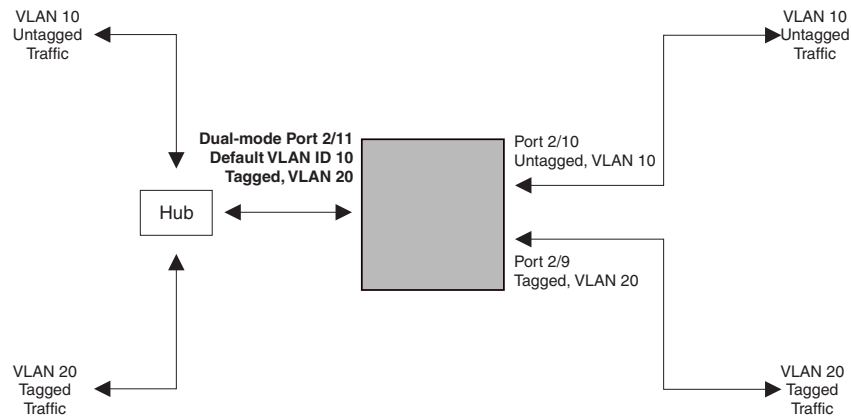 VLAN 10
Untagged
Traffic
VLAN 10
Untagged
Traffic
Dual-mode Port 2/11
Default VLAN ID 10
Tagged, VLAN 20
Port 2/10
Untagged, VLAN 10
Hub
Port 2/9
Tagged, VLAN 20
VLAN 20
Tagged
Traffic
VLAN 20
Tagged
Traffic